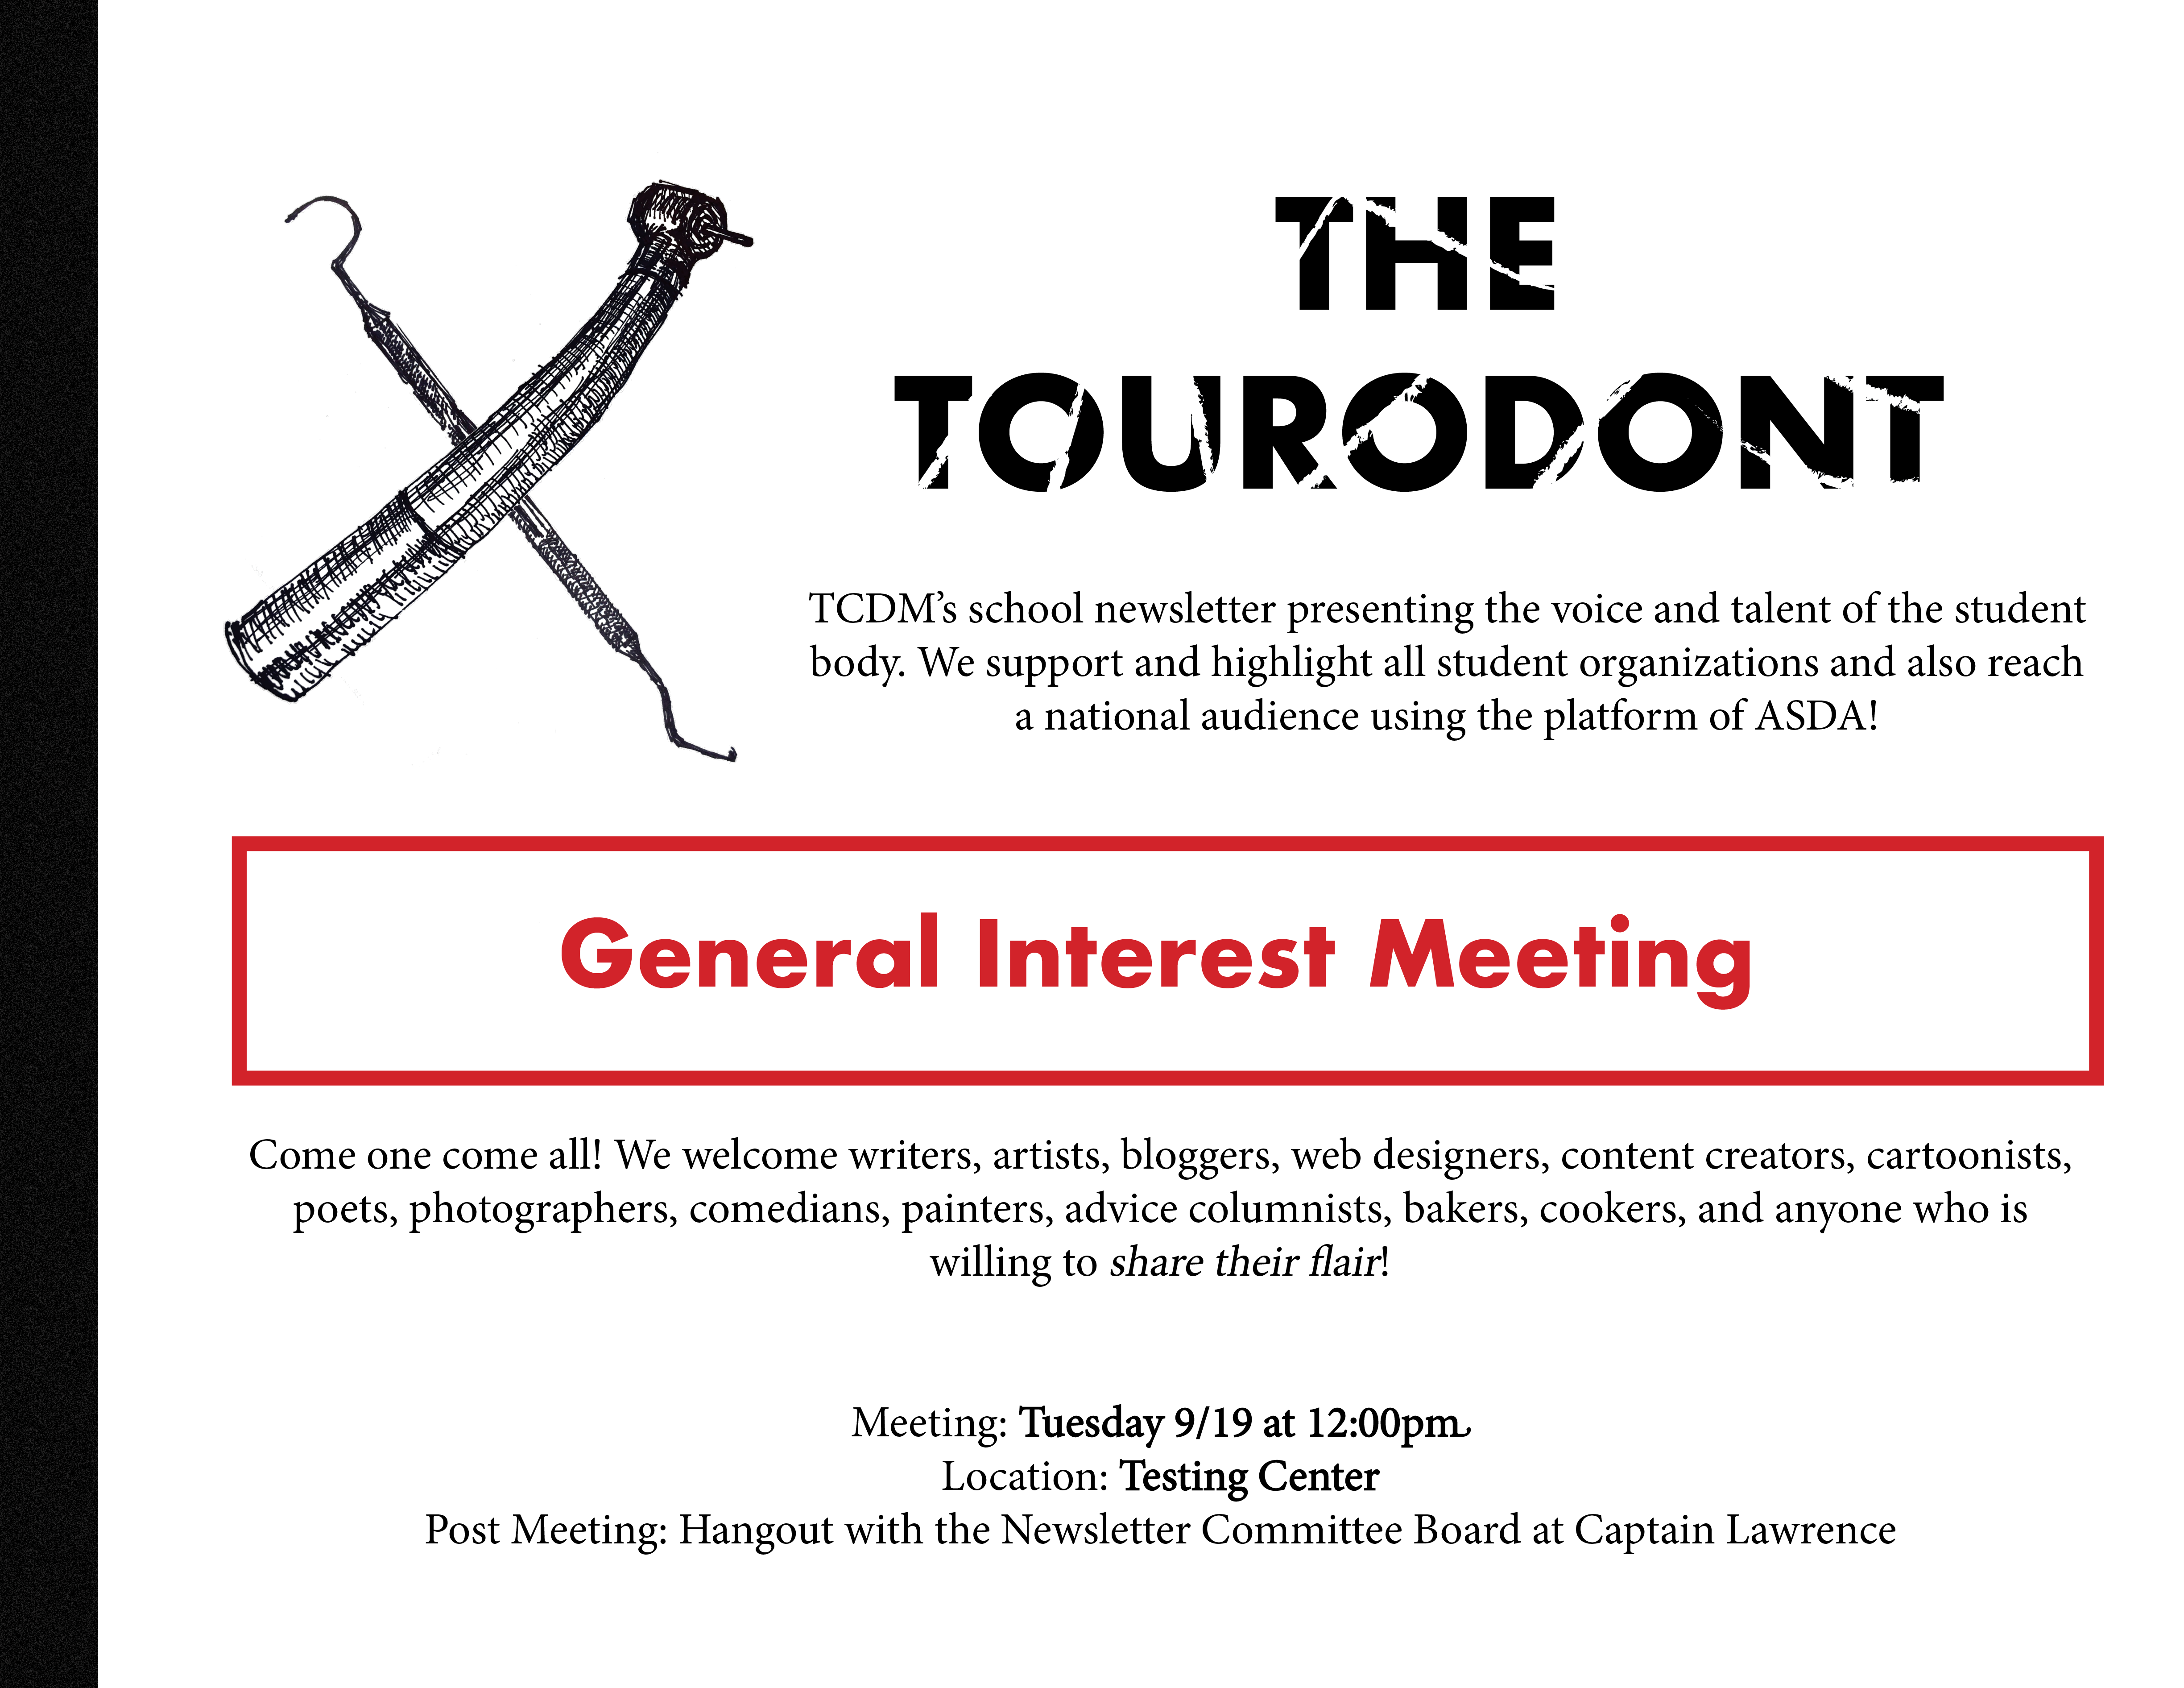 THE
TOURODONT
TCDM’s school newsletter presenting the voice and talent of the student
body. We support and highlight all student organizations and also reach
a national audience using the platform of ASDA!
General Interest Meeting
Come one come all! We welcome writers, artists, bloggers, web designers, content creators, cartoonists,
poets, photographers, comedians, painters, advice columnists, bakers, cookers, and anyone who is
willing to share their flair!
Meeting: Tuesday 9/19 at 12:00pm
Location: Testing Center
Post Meeting: Hangout with the Newsletter Committee Board at Captain Lawrence